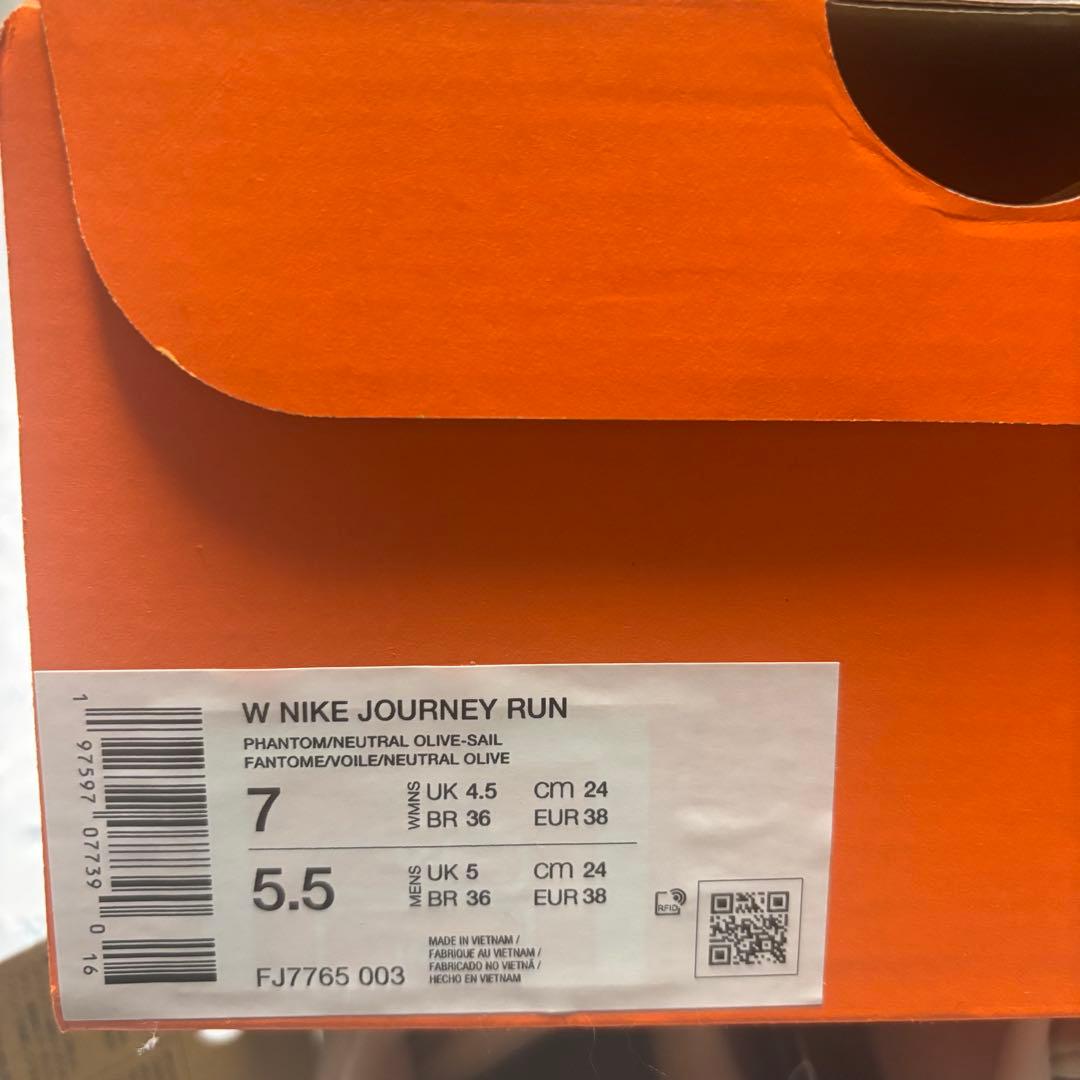 W NIKE JOURNEY RUN
PHANTOM/NEUTRAL OLIVE-SAIL
FANTOME/VOILE/NEUTRAL OLIVE
7 WMNS UK 4.5 cm 24
BR 36 EUR 38
5.5 MENS UK 5 cm 24
BR 36 EUR 38
RFID
MADE IN VIETNAM /
FABRIQUE AU VIETNAM /
FABRICADO NO VIETNÃ /
HECHO EN VIETNAM
FJ7765 003
1 97597 07739 0 16